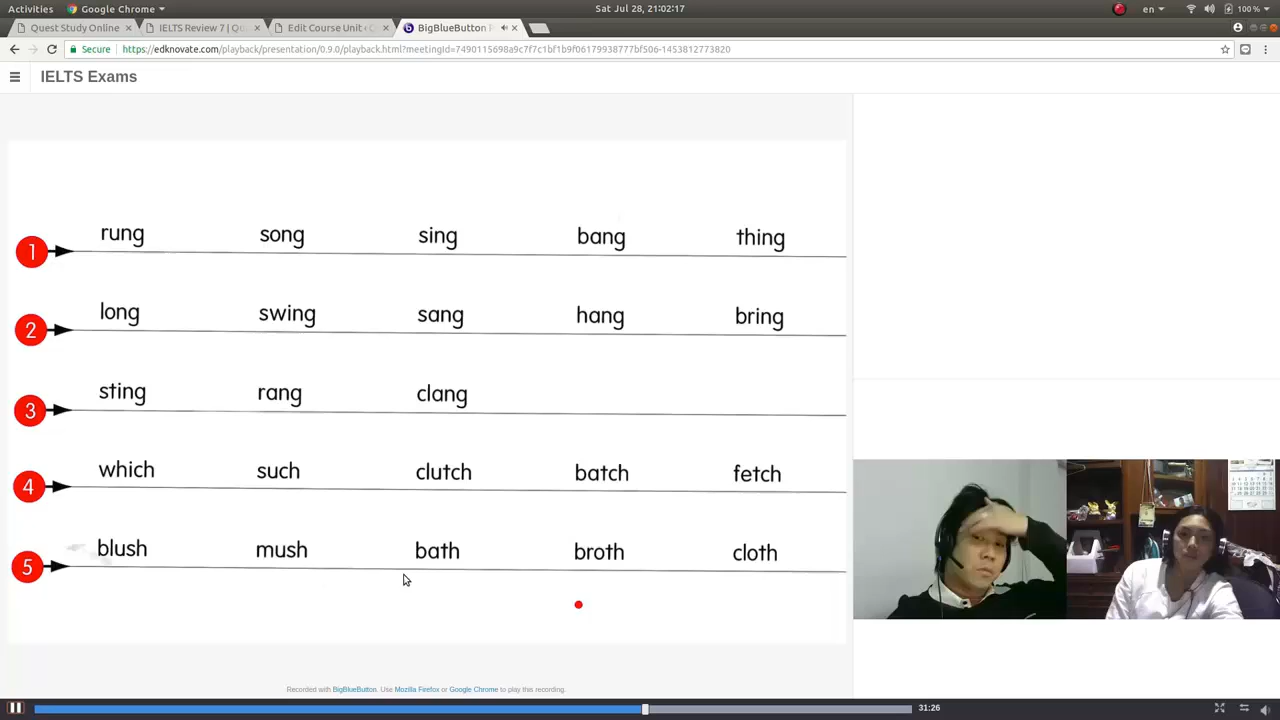 Activities Google Chrome Sat Jul 28, 21:02:17 en 100 %
Quest Study Online IELTS Review 7 | Qu Edit Course Unit ‹ C BigBlueButton
Secure https://edknovate.com/playback/presentation/0.9.0/playback.html?meetingId=7490115698a9c7f7c1bf1b9f06179938777bf506-1453812773820
IELTS Exams
1 rung song sing bang thing
2 long swing sang hang bring
3 sting rang clang
4 which such clutch batch fetch
5 blush mush bath broth cloth
Recorded with BigBlueButton. Use Mozilla Firefox or Google Chrome to play this recording.
31:26